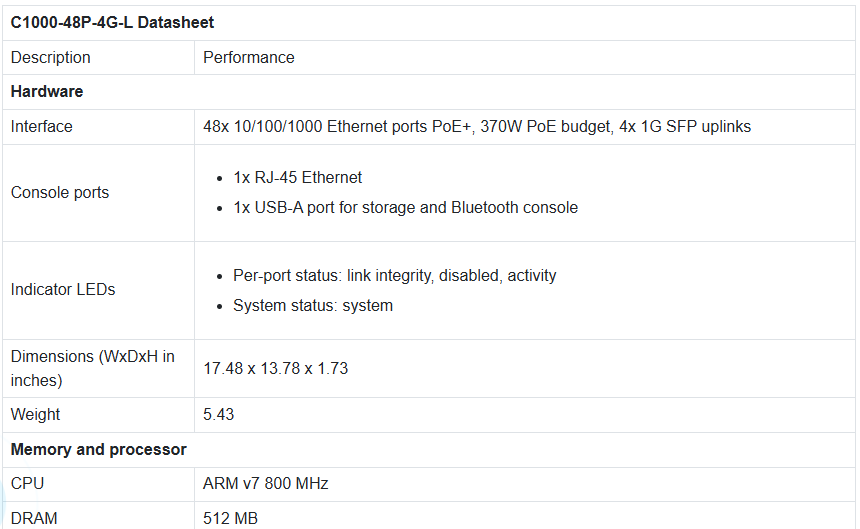 C1000-48P-4G-L Datasheet
Description Performance
Hardware
Interface 48x 10/100/1000 Ethernet ports PoE+, 370W PoE budget, 4x 1G SFP uplinks
Console ports
• 1x RJ-45 Ethernet
• 1x USB-A port for storage and Bluetooth console
Indicator LEDs
• Per-port status: link integrity, disabled, activity
• System status: system
Dimensions (WxDxH in
inches)
17.48 x 13.78 x 1.73
Weight 5.43
Memory and processor
CPU ARM v7 800 MHz
DRAM 512 MB